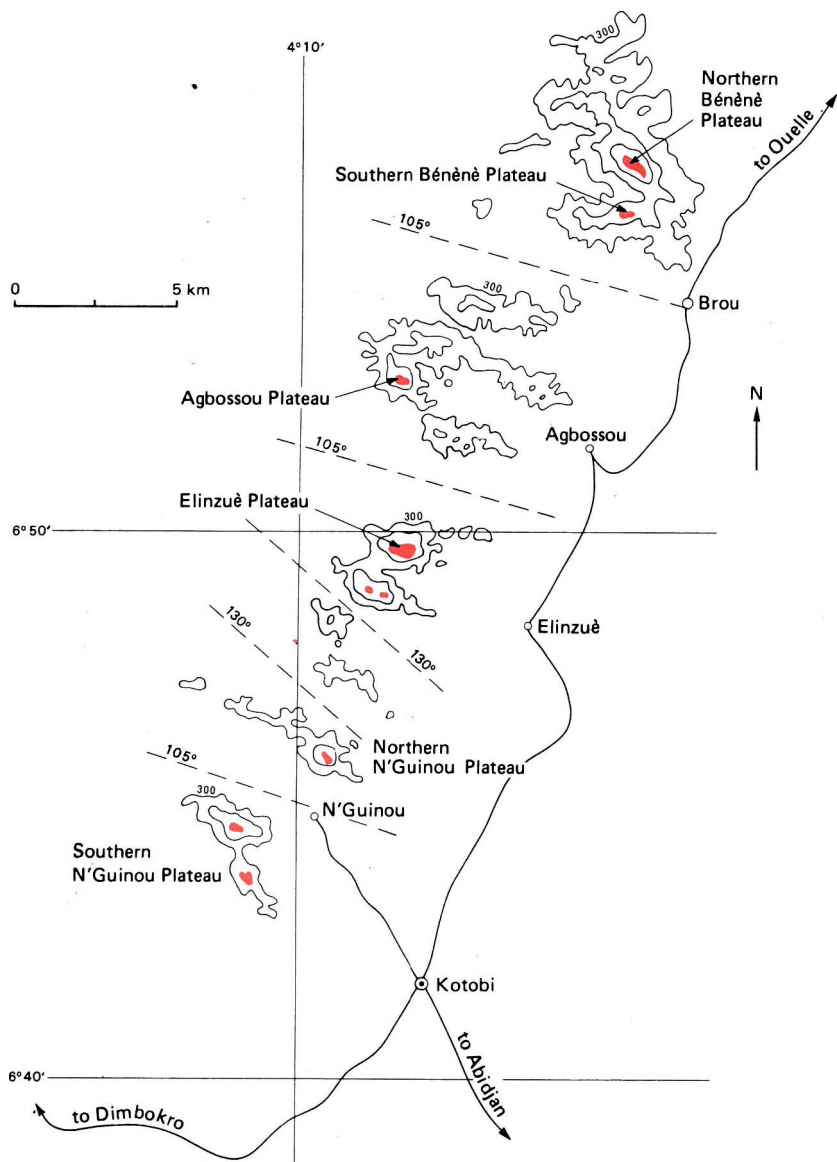 4°10'
300
Northern
Bénènè
Plateau
to Ouelle
Southern Bénènè Plateau
105°
0 5 km
300
Brou
Agbossou Plateau
N
Agbossou
105°
Elinzuè Plateau
300
6°50'
130°
Elinzuè
130°
Northern
N'Guinou Plateau
105°
300
N'Guinou
Southern
N'Guinou Plateau
Kotobi
to Abidjan
6°40'
to Dimbokro